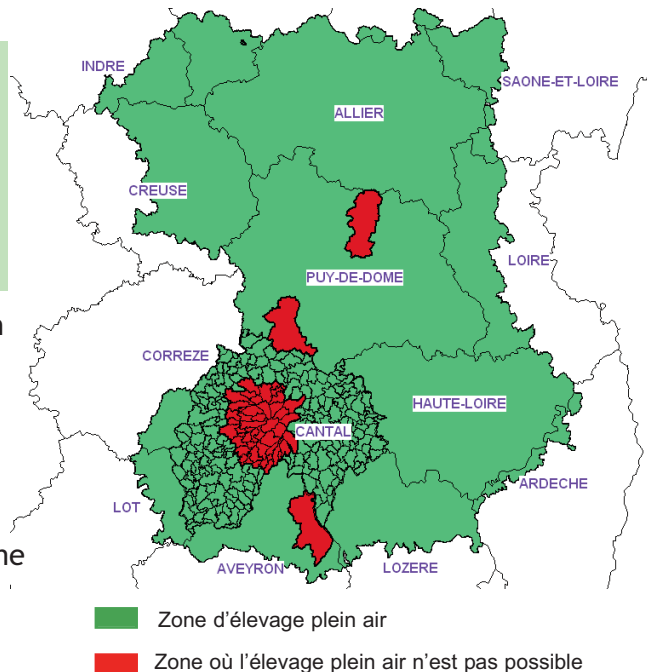 INDRE
SAONE-ET-LOIRE
ALLIER
CREUSE
LOIRE
PUY-DE-DOME
CORREZE
HAUTE-LOIRE
CANTAL
ARDECHE
LOT
AVEYRON
LOZERE
Zone d'élevage plein air
Zone où l'élevage plein air n'est pas possible